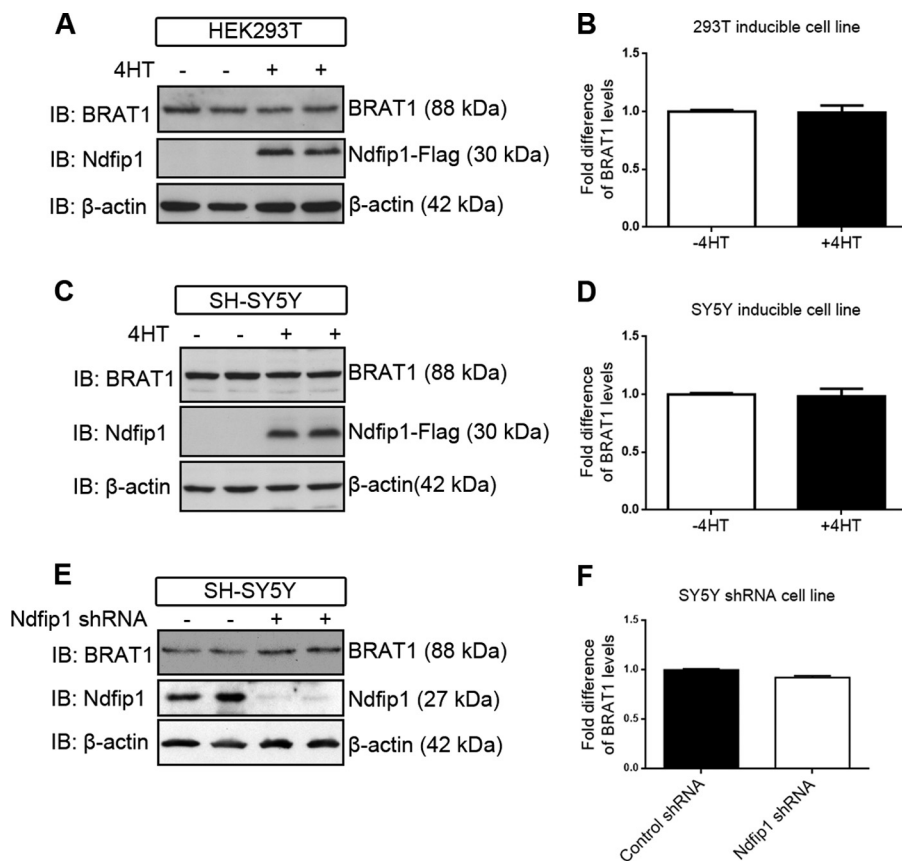 A
HEK293T
4HT - - + +
IB: BRAT1 BRAT1 (88 kDa)
IB: Ndfip1 Ndfip1-Flag (30 kDa)
IB: β-actin β-actin (42 kDa)
B
293T inducible cell line
Fold difference
of BRAT1 levels
1.5
1.0
0.5
0.0
-4HT +4HT
C
SH-SY5Y
4HT - - + +
IB: BRAT1 BRAT1 (88 kDa)
IB: Ndfip1 Ndfip1-Flag (30 kDa)
IB: β-actin β-actin(42 kDa)
D
SY5Y inducible cell line
Fold difference
of BRAT1 levels
1.5
1.0
0.5
0.0
-4HT +4HT
E
SH-SY5Y
Ndfip1 shRNA - - + +
IB: BRAT1 BRAT1 (88 kDa)
IB: Ndfip1 Ndfip1 (27 kDa)
IB: β-actin β-actin (42 kDa)
F
SY5Y shRNA cell line
Fold difference
of BRAT1 levels
1.5
1.0
0.5
0.0
Control shRNA
Ndfip1 shRNA